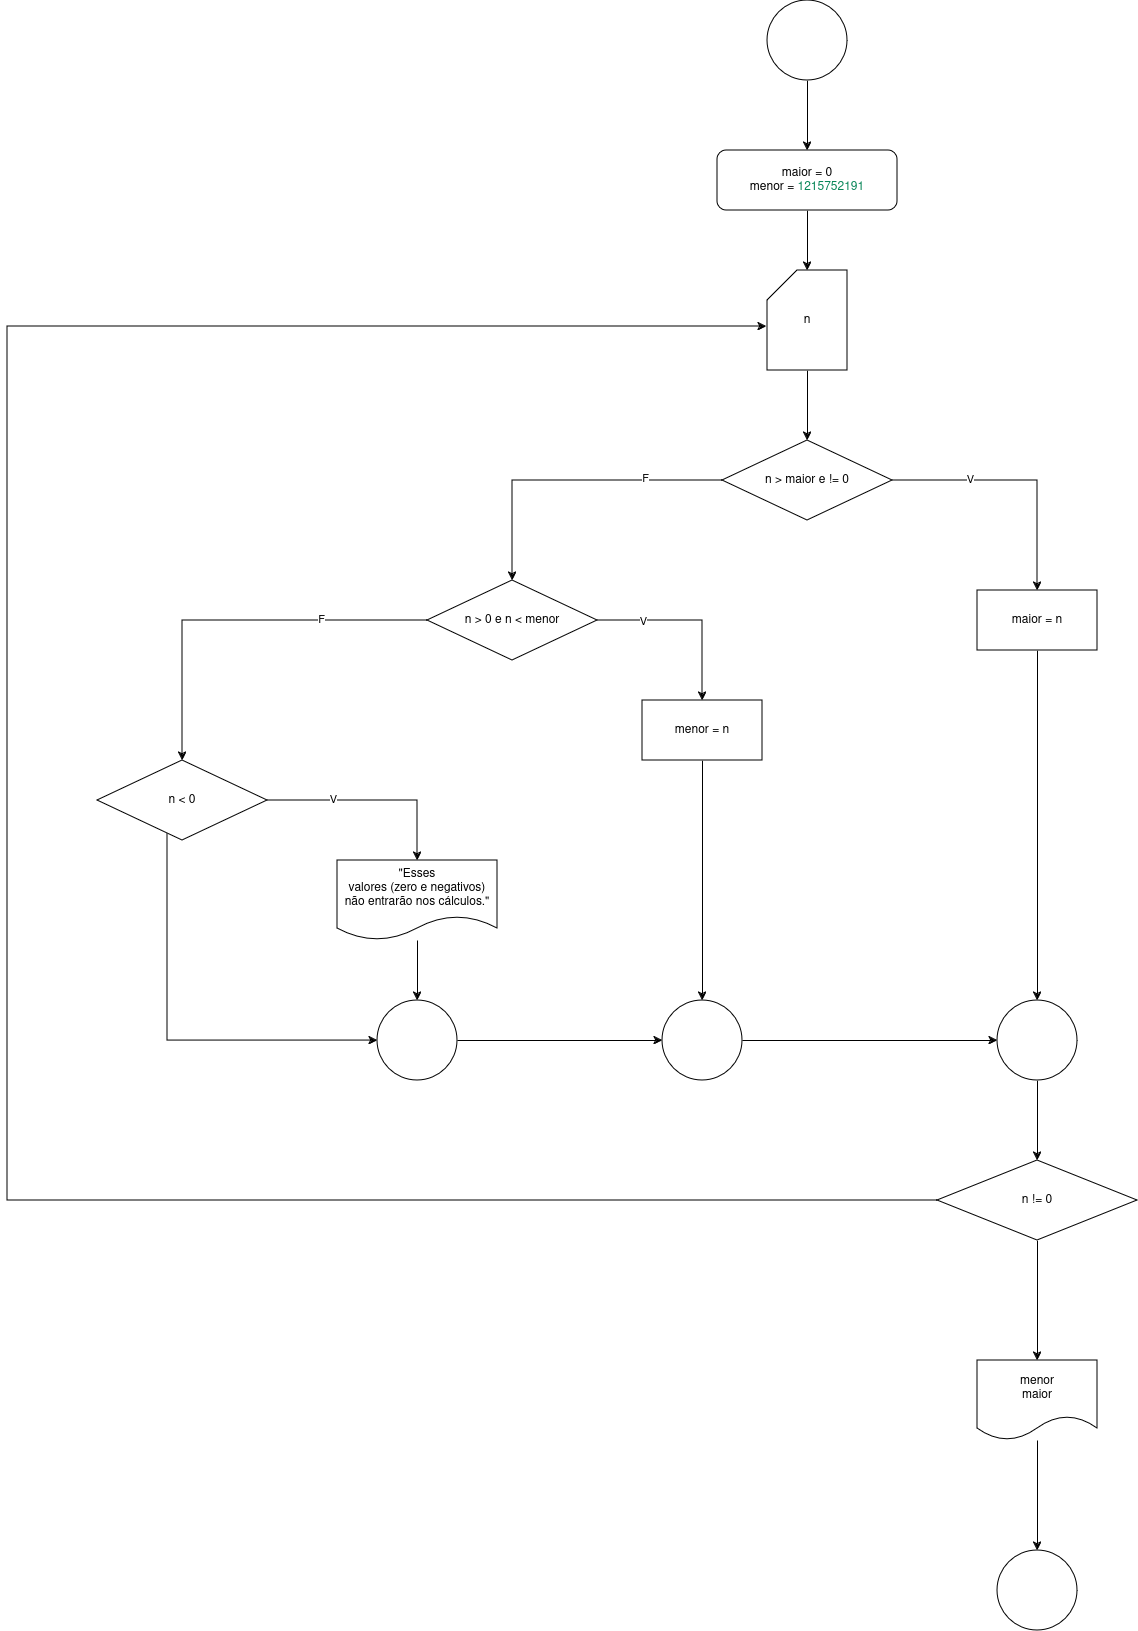 maior = 0
menor = 1215752191
n
n > maior e != 0
F
V
n > 0 e n < menor
F
V
maior = n
menor = n
n < 0
V
"Esses
valores (zero e negativos)
não entrarão nos cálculos."
n != 0
menor
maior